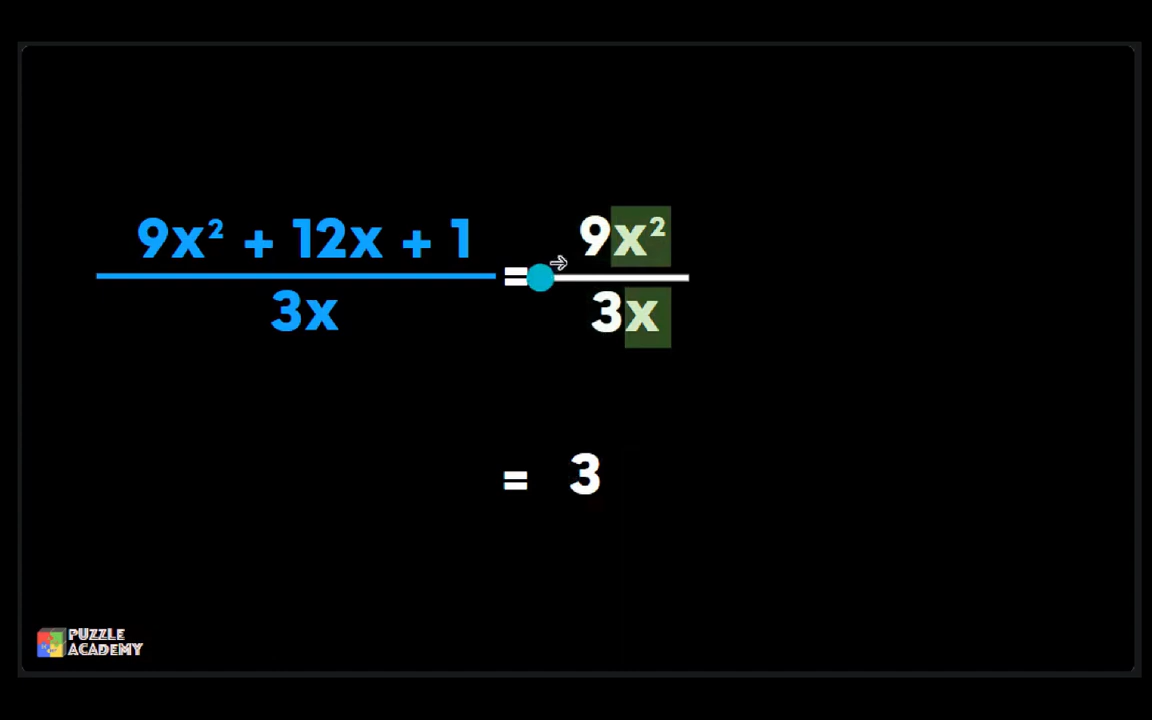 9x² + 12x + 1
3x
=
9x²
3x
= 3
PUZZLE
ACADEMY